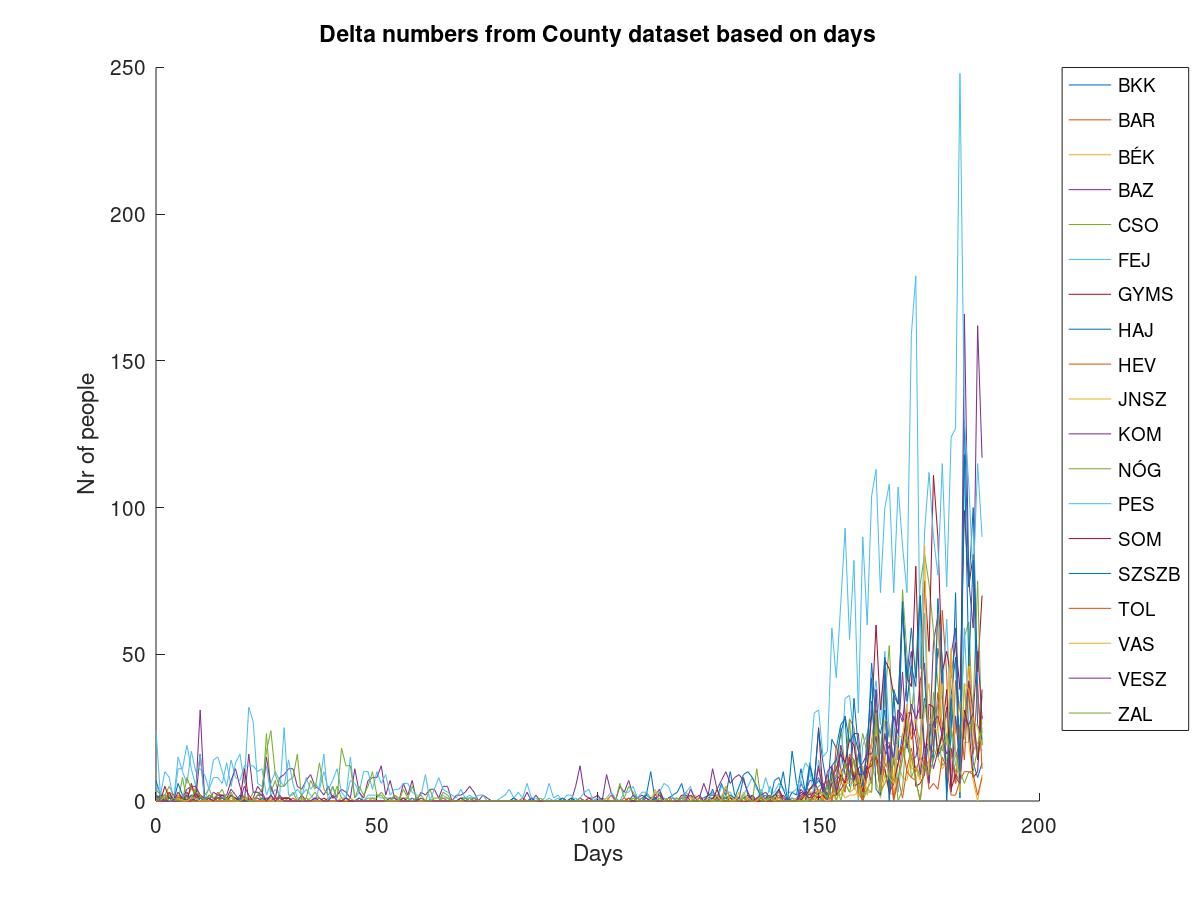 Delta numbers from County dataset based on days
250
200
150
100
50
0
Nr of people
0
50
100
150
200
Days
BKK
BAR
BÉK
BAZ
CSO
FEJ
GYMS
HAJ
HEV
JNSZ
KOM
NÓG
PES
SOM
SZSZB
TOL
VAS
VESZ
ZAL